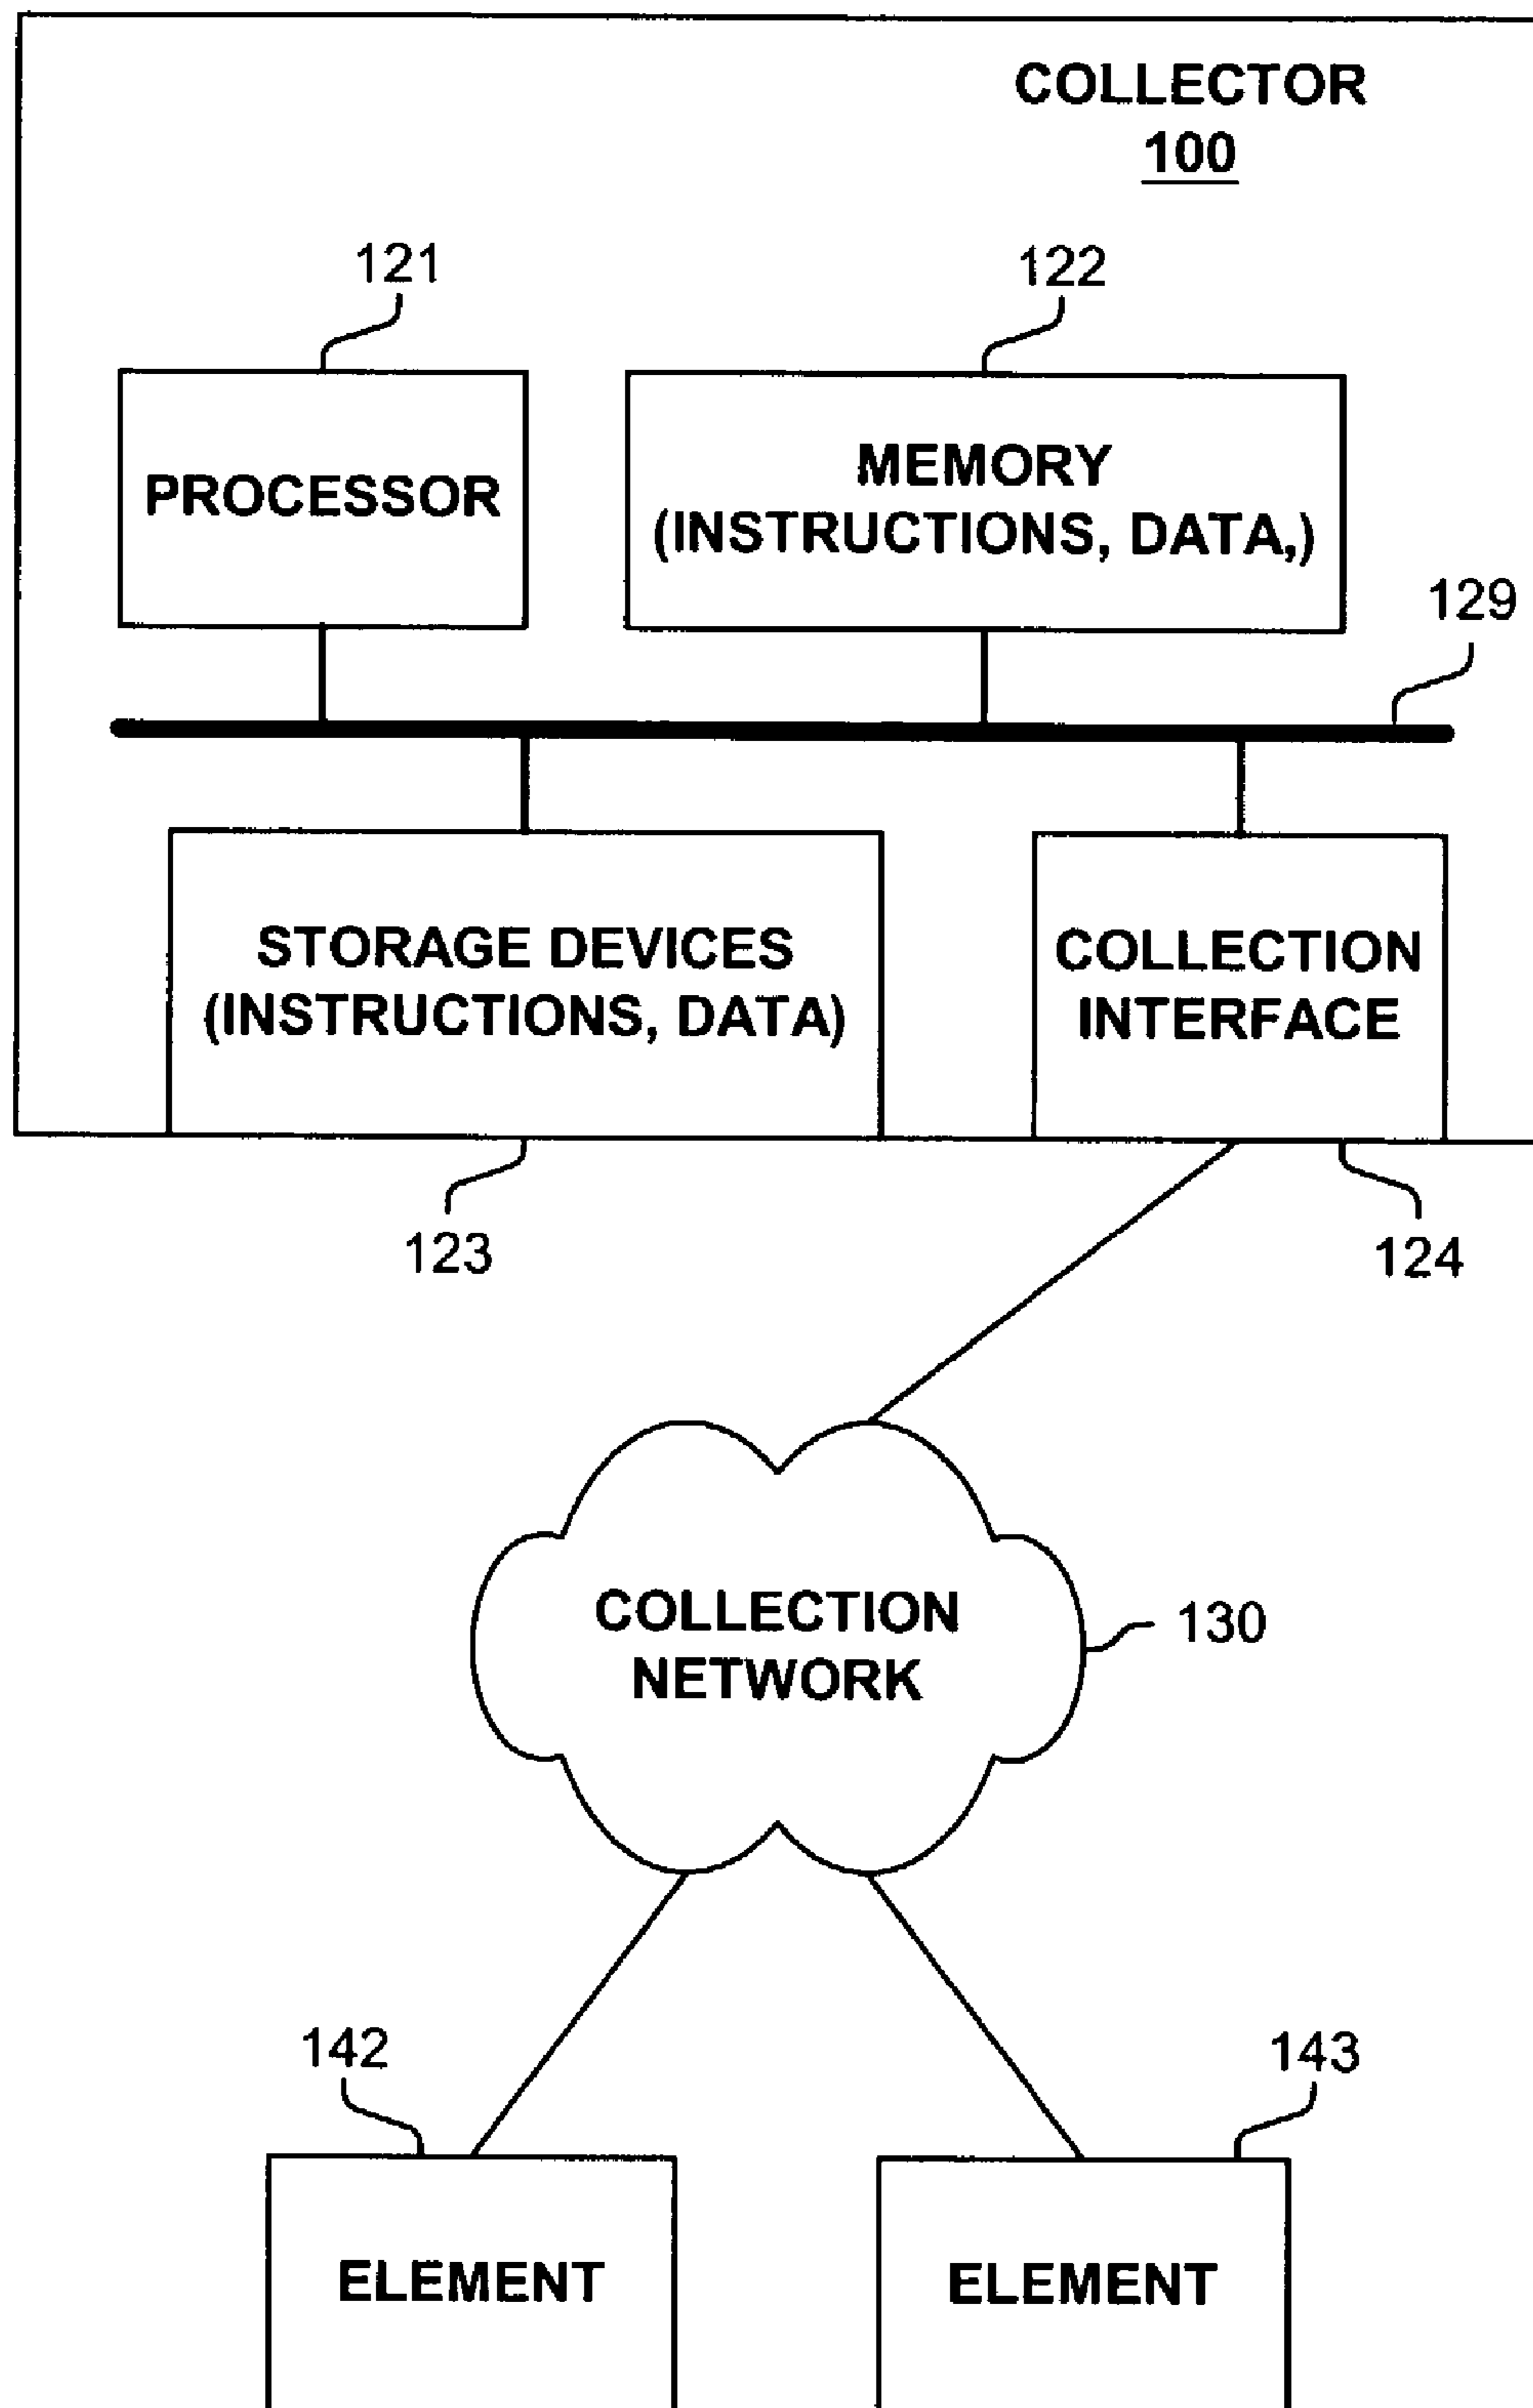 COLLECTOR
100
121
122
PROCESSOR
MEMORY
(INSTRUCTIONS, DATA,)
129
STORAGE DEVICES
(INSTRUCTIONS, DATA)
COLLECTION
INTERFACE
123
124
COLLECTION
NETWORK
130
142
143
ELEMENT
ELEMENT